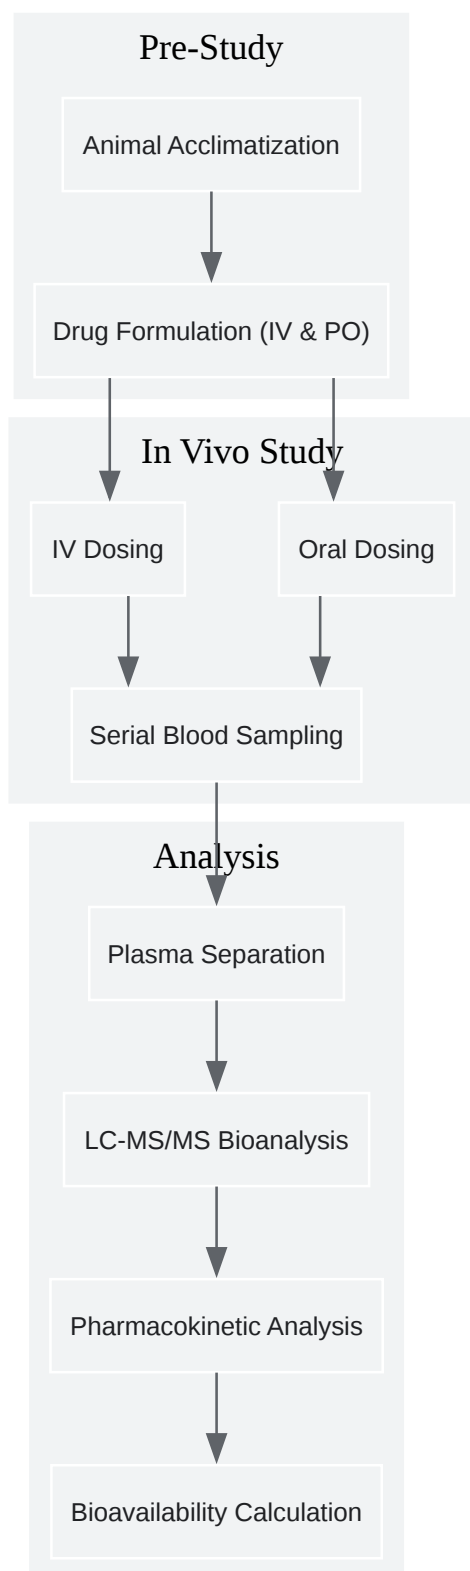 Pre-Study
Animal Acclimatization
Drug Formulation (IV & PO)
In Vivo Study
IV Dosing
Oral Dosing
Serial Blood Sampling
Analysis
Plasma Separation
LC-MS/MS Bioanalysis
Pharmacokinetic Analysis
Bioavailability Calculation